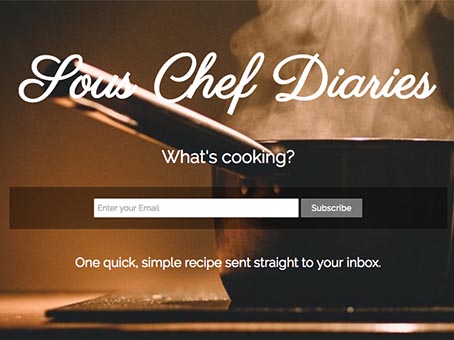 Sous Chef Diaries
What's cooking?
Enter your Email
Subscribe
One quick, simple recipe sent straight to your inbox.